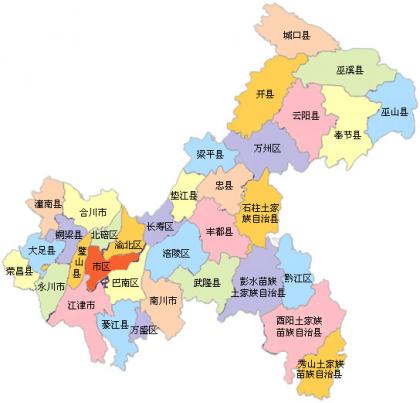 城口县
巫溪县
开县
云阳县
巫山县
奉节县
万州区
梁平县
忠县
垫江县
石柱土家
族自治县
潼南县
合川市
长寿区
丰都县
铜梁县
北碚区
渝北区
大足县
璧
山
县
涪陵区
市区
荣昌县
巴南区
武隆县
彭水苗族
土家族自治县
黔江区
永川市
江津市
南川市
綦江县
万盛区
酉阳土家族
苗族自治县
秀山土家族
苗族自治县